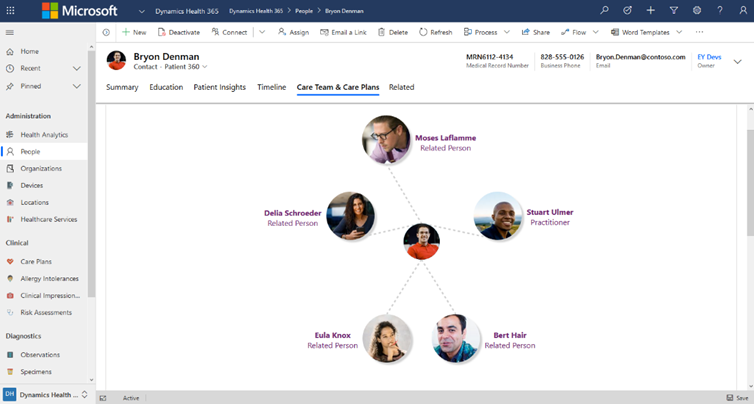 Microsoft
Dynamics Health 365
Dynamics Health 365 > People > Bryon Denman
New
Deactivate
Connect
Assign
Email a Link
Delete
Refresh
Process
Share
Flow
Word Templates
Home
Recent
Pinned
Administration
Health Analytics
People
Organizations
Devices
Locations
Healthcare Services
Clinical
Care Plans
Allergy Intolerances
Clinical Impression...
Risk Assessments
Diagnostics
Observations
Specimens
DH Dynamics Health ...
Bryon Denman
Contact · Patient 360
MRN6112-4134
Medical Record Number
828-555-0126
Business Phone
Bryon.Denman@contoso.com
Email
EY Devs
Owner
Summary Education Patient Insights Timeline Care Team & Care Plans Related
Moses Laflamme
Related Person
Delia Schroeder
Related Person
Stuart Ulmer
Practitioner
Eula Knox
Related Person
Bert Hair
Related Person
Active
Save